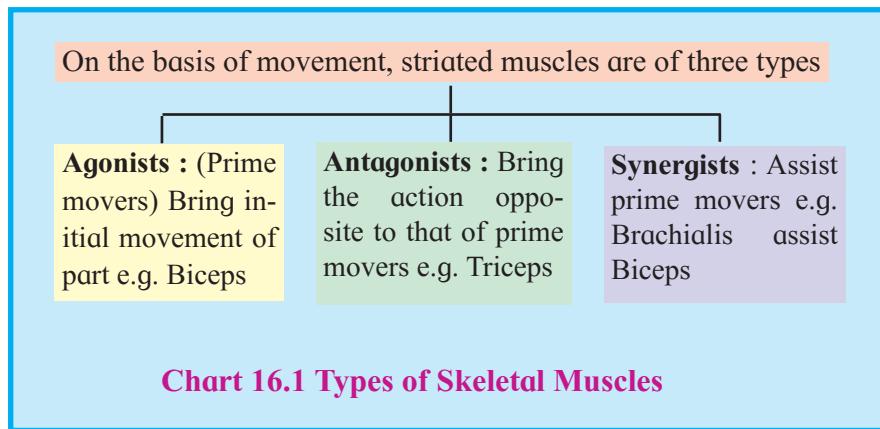 On the basis of movement, striated muscles are of three types
Agonists : (Prime
movers) Bring in-
itial movement of
part e.g. Biceps
Antagonists : Bring
the action oppo-
site to that of prime
movers e.g. Triceps
Synergists : Assist
prime movers e.g.
Brachialis assist
Biceps
Chart 16.1 Types of Skeletal Muscles